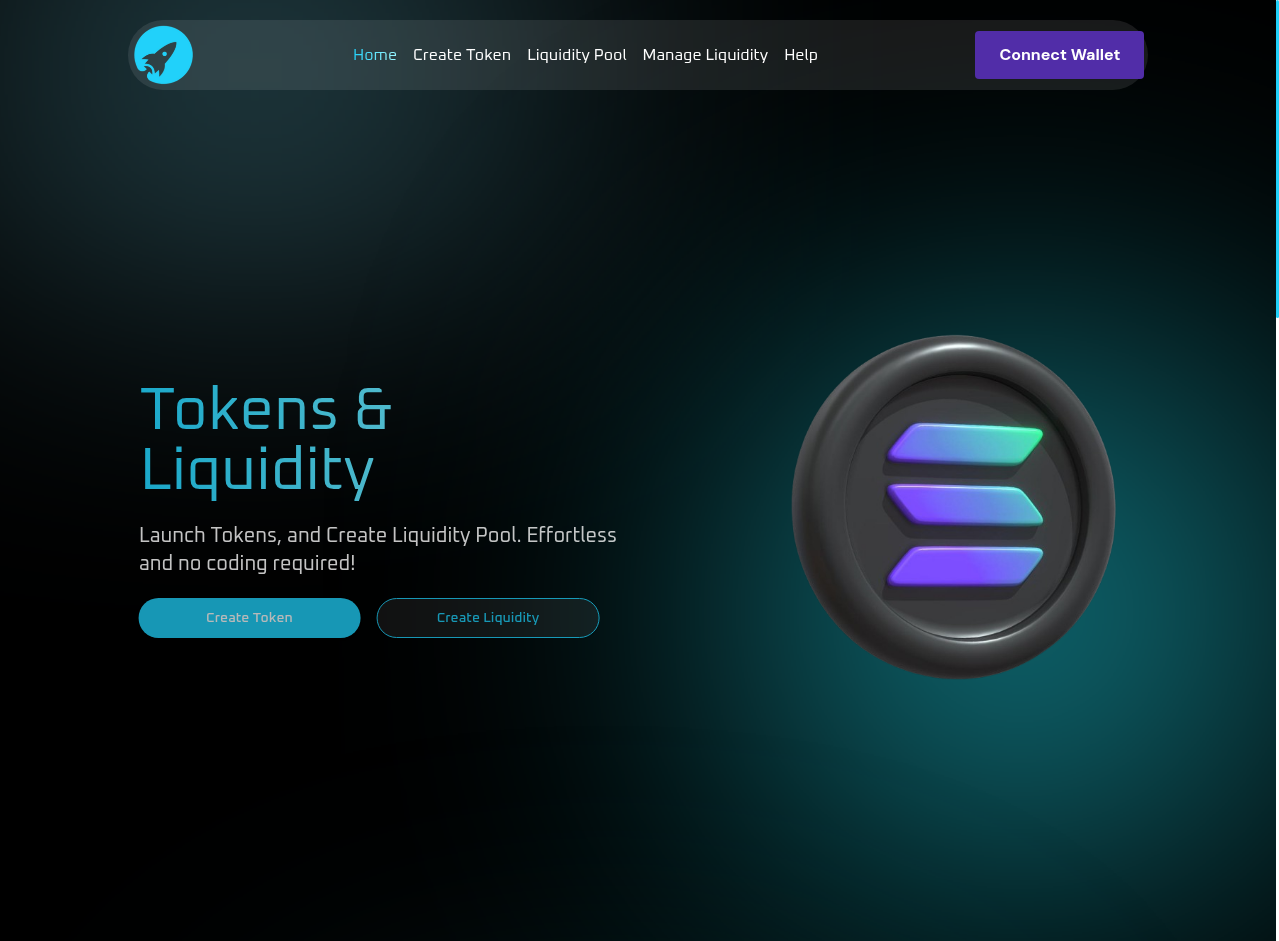 Home Create Token Liquidity Pool Manage Liquidity Help Connect Wallet
Tokens &
Liquidity
Launch Tokens, and Create Liquidity Pool. Effortless
and no coding required!
Create Token Create Liquidity